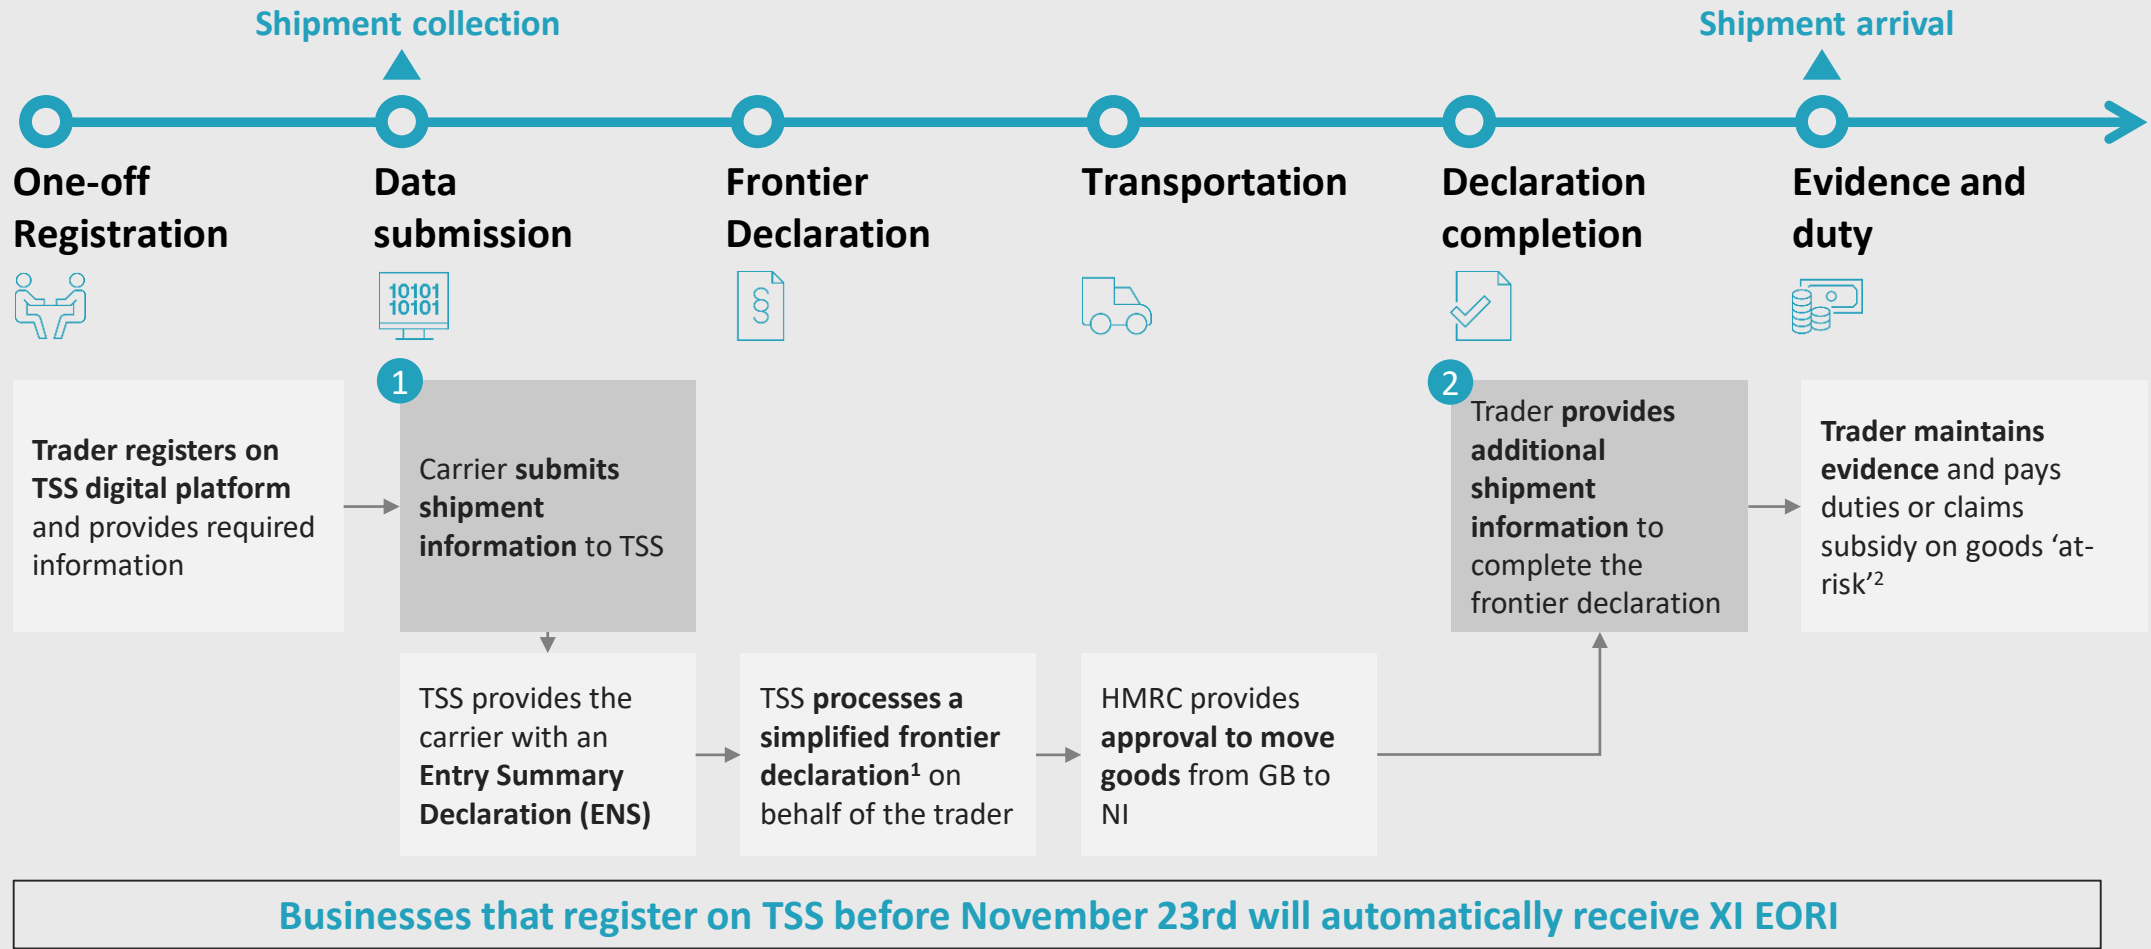 Shipment collection
Shipment arrival
One-off
Registration
Data
submission
Frontier
Declaration
Transportation
Declaration
completion
Evidence and
duty
10101
10101
§
1
2
Trader registers on
TSS digital platform
and provides required
information
Carrier submits
shipment
information to TSS
Trader provides
additional
shipment
information to
complete the
frontier declaration
Trader maintains
evidence and pays
duties or claims
subsidy on goods ‘at-
risk’²
TSS provides the
carrier with an
Entry Summary
Declaration (ENS)
TSS processes a
simplified frontier
declaration¹ on
behalf of the trader
HMRC provides
approval to move
goods from GB to
NI
Businesses that register on TSS before November 23rd will automatically receive XI EORI